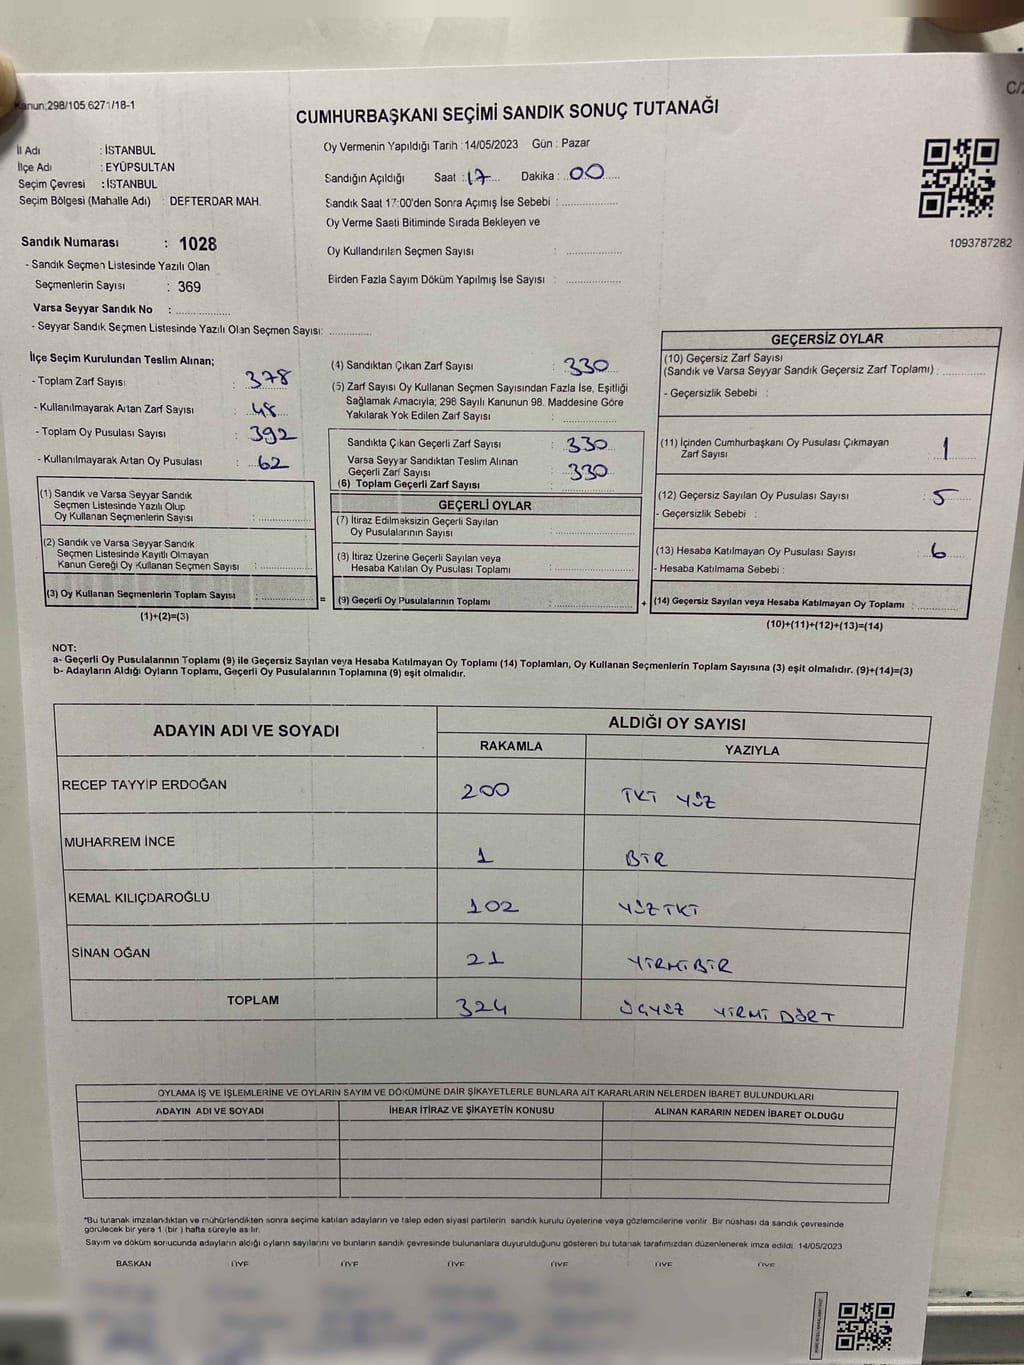 Kanun;298/105;6271/18-1
C/2
CUMHURBAŞKANI SEÇİMİ SANDIK SONUÇ TUTANAĞI
İl Adı : İSTANBUL
İlçe Adı : EYÜPSULTAN
Seçim Çevresi : İSTANBUL
Seçim Bölgesi (Mahalle Adı) : DEFTERDAR MAH.
Oy Vermenin Yapıldığı Tarih : 14/05/2023 Gün : Pazar
Sandığın Açıldığı Saat : 17 Dakika : 00
Sandık Saat 17:00'den Sonra Açımış İse Sebebi :
Oy Verme Saati Bitiminde Sırada Bekleyen ve
Oy Kullandırılan Seçmen Sayısı :
Birden Fazla Sayım Döküm Yapılmış İse Sayısı :
1093787282
Sandık Numarası : 1028
- Sandık Seçmen Listesinde Yazılı Olan
Seçmenlerin Sayısı : 369
Varsa Seyyar Sandık No :
- Seyyar Sandık Seçmen Listesinde Yazılı Olan Seçmen Sayısı:
İlçe Seçim Kurulundan Teslim Alınan;
- Toplam Zarf Sayısı : 378
- Kullanılmayarak Artan Zarf Sayısı : 48
- Toplam Oy Pusulası Sayısı : 392
- Kullanılmayarak Artan Oy Pusulası : 62
(1) Sandık ve Varsa Seyyar Sandık
Seçmen Listesinde Yazılı Olup
Oy Kullanan Seçmenlerin Sayısı :
(2) Sandık ve Varsa Seyyar Sandık
Seçmen Listesinde Kayıtlı Olmayan
Kanun Gereği Oy Kullanan Seçmen Sayısı :
(3) Oy Kullanan Seçmenlerin Toplam Sayısı :
(1)+(2)=(3)
=
(4) Sandıktan Çıkan Zarf Sayısı : 330
(5) Zarf Sayısı Oy Kullanan Seçmen Sayısından Fazla İse, Eşitliği
Sağlamak Amacıyla; 298 Sayılı Kanunun 98. Maddesine Göre
Yakılarak Yok Edilen Zarf Sayısı :
Sandıkta Çıkan Geçerli Zarf Sayısı : 330
Varsa Seyyar Sandıktan Teslim Alınan
Geçerli Zarf Sayısı : 330
(6) Toplam Geçerli Zarf Sayısı :
GEÇERLİ OYLAR
(7) İtiraz Edilmeksizin Geçerli Sayılan
Oy Pusulalarının Sayısı :
(8) İtiraz Üzerine Geçerli Sayılan veya
Hesaba Katılan Oy Pusulası Toplamı :
(9) Geçerli Oy Pusulalarının Toplamı :
+
GEÇERSİZ OYLAR
(10) Geçersiz Zarf Sayısı
(Sandık ve Varsa Seyyar Sandık Geçersiz Zarf Toplamı) :
- Geçersizlik Sebebi :
(11) İçinden Cumhurbaşkanı Oy Pusulası Çıkmayan
Zarf Sayısı : 1
(12) Geçersiz Sayılan Oy Pusulası Sayısı : 5
- Geçersizlik Sebebi :
(13) Hesaba Katılmayan Oy Pusulası Sayısı : 6
- Hesaba Katılmama Sebebi :
(14) Geçersiz Sayılan veya Hesaba Katılmayan Oy Toplamı :
(10)+(11)+(12)+(13)=(14)
NOT:
a- Geçerli Oy Pusulalarının Toplamı (9) ile Geçersiz Sayılan veya Hesaba Katılmayan Oy Toplamı (14) Toplamları, Oy Kullanan Seçmenlerin Toplam Sayısına (3) eşit olmalıdır. (9)+(14)=(3)
b- Adayların Aldığı Oyların Toplamı, Geçerli Oy Pusulalarının Toplamına (9) eşit olmalıdır.
ADAYIN ADI VE SOYADI
ALDIĞI OY SAYISI
RAKAMLA YAZIYLA
RECEP TAYYİP ERDOĞAN 200 İKİ YÜZ
MUHARREM İNCE 1 BİR
KEMAL KILIÇDAROĞLU 102 YÜZ İKİ
SİNAN OĞAN 21 YİRMİ BİR
TOPLAM 324 ÜÇYÜZ YİRMİ DÖRT
OYLAMA İŞ VE İŞLEMLERİNE VE OYLARIN SAYIM VE DÖKÜMÜNE DAİR ŞİKAYETLERLE BUNLARA AİT KARARLARIN NELERDEN İBARET BULUNDUKLARI
ADAYIN ADI VE SOYADI İHBAR İTİRAZ VE ŞİKAYETİN KONUSU ALINAN KARARIN NEDEN İBARET OLDUĞU
*Bu tutanak imzalandıktan ve mühürlendikten sonra seçime katılan adayların ve talep eden siyasi partilerin sandık kurulu üyelerine veya gözlemcilerine verilir. Bir nüshası da sandık çevresinde
görülecek bir yere 1 (bir ) hafta süreyle asılır.
Sayım ve döküm sonucunda adayların aldığı oyların sayılarını ve bunların sandık çevresinde bulunanlara duyurulduğunu gösteren bu tutanak tarafımızdan düzenlenerek imza edildi. 14/05/2023
BAŞKAN ÜYE ÜYE ÜYE ÜYE ÜYE ÜYE